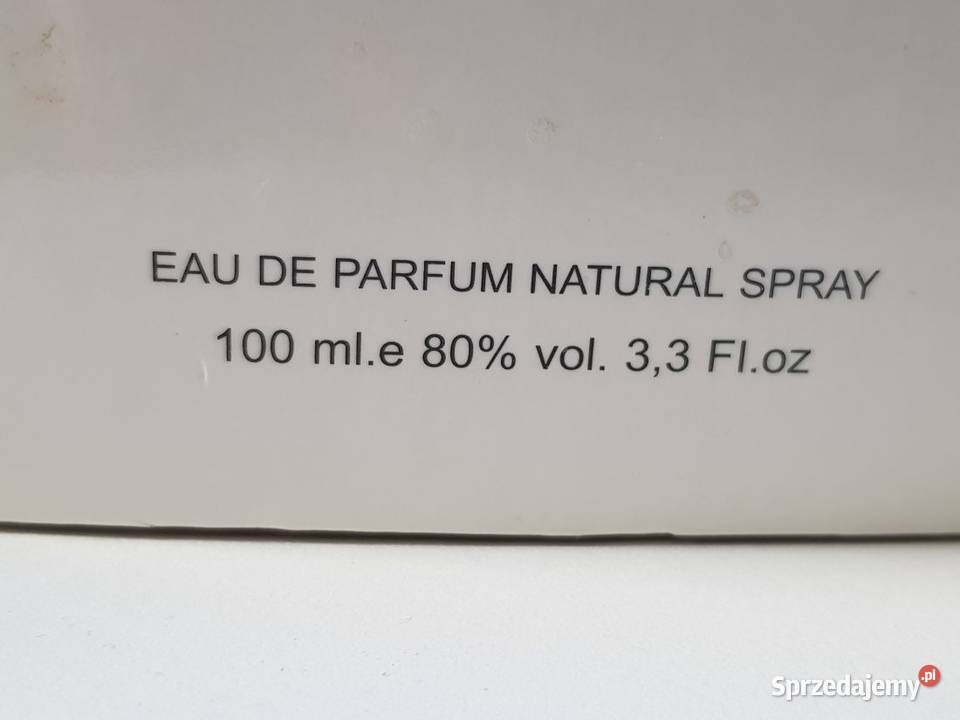 EAU DE PARFUM NATURAL SPRAY
100 ml.e 80% vol. 3,3 Fl.oz
Sprzedajemy.pl